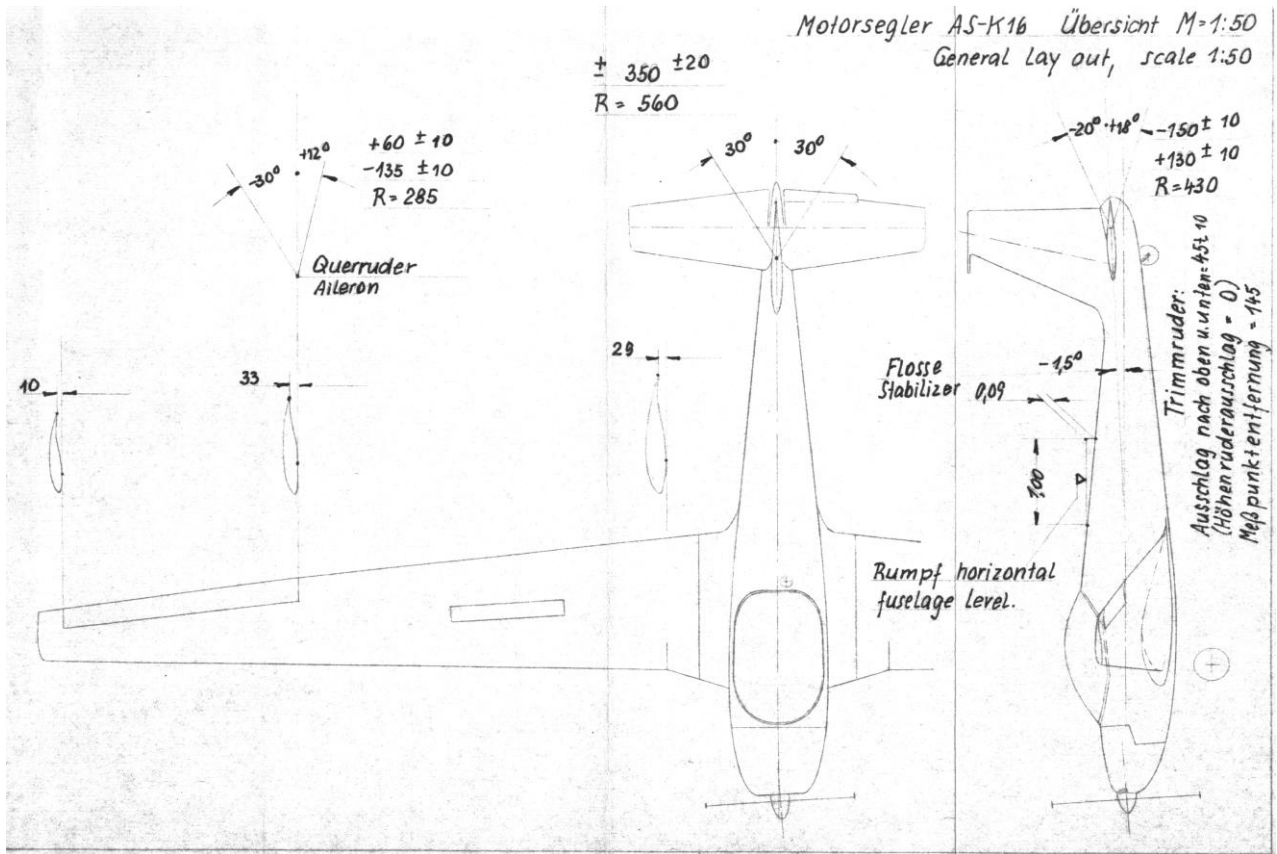 Motorsegler AS-K16 Übersicht M=1:50
General Lay out, scale 1:50
± 350 ±20
R = 560
30° 30°
-30° +12°
+60 ±10
-135 ±10
R= 285
Querruder
Aileron
-20° +18° -150 ± 10
+130 ± 10
R=430
Trimmruder:
Ausschlag nach oben u. unten=45±10
(Höhenruderausschlag = 0)
Meßpunktentfernung = 145
10
33
29
Flosse
Stabilizer
-1,5°
0,09
1,00
Rumpf horizontal
fuselage level.